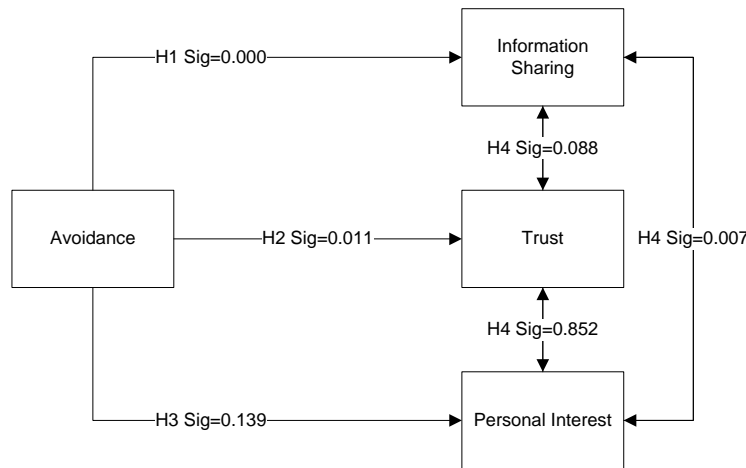 Information
Sharing
H1 Sig=0.000
H4 Sig=0.088
Avoidance
H2 Sig=0.011
Trust
H4 Sig=0.007
H4 Sig=0.852
H3 Sig=0.139
Personal Interest